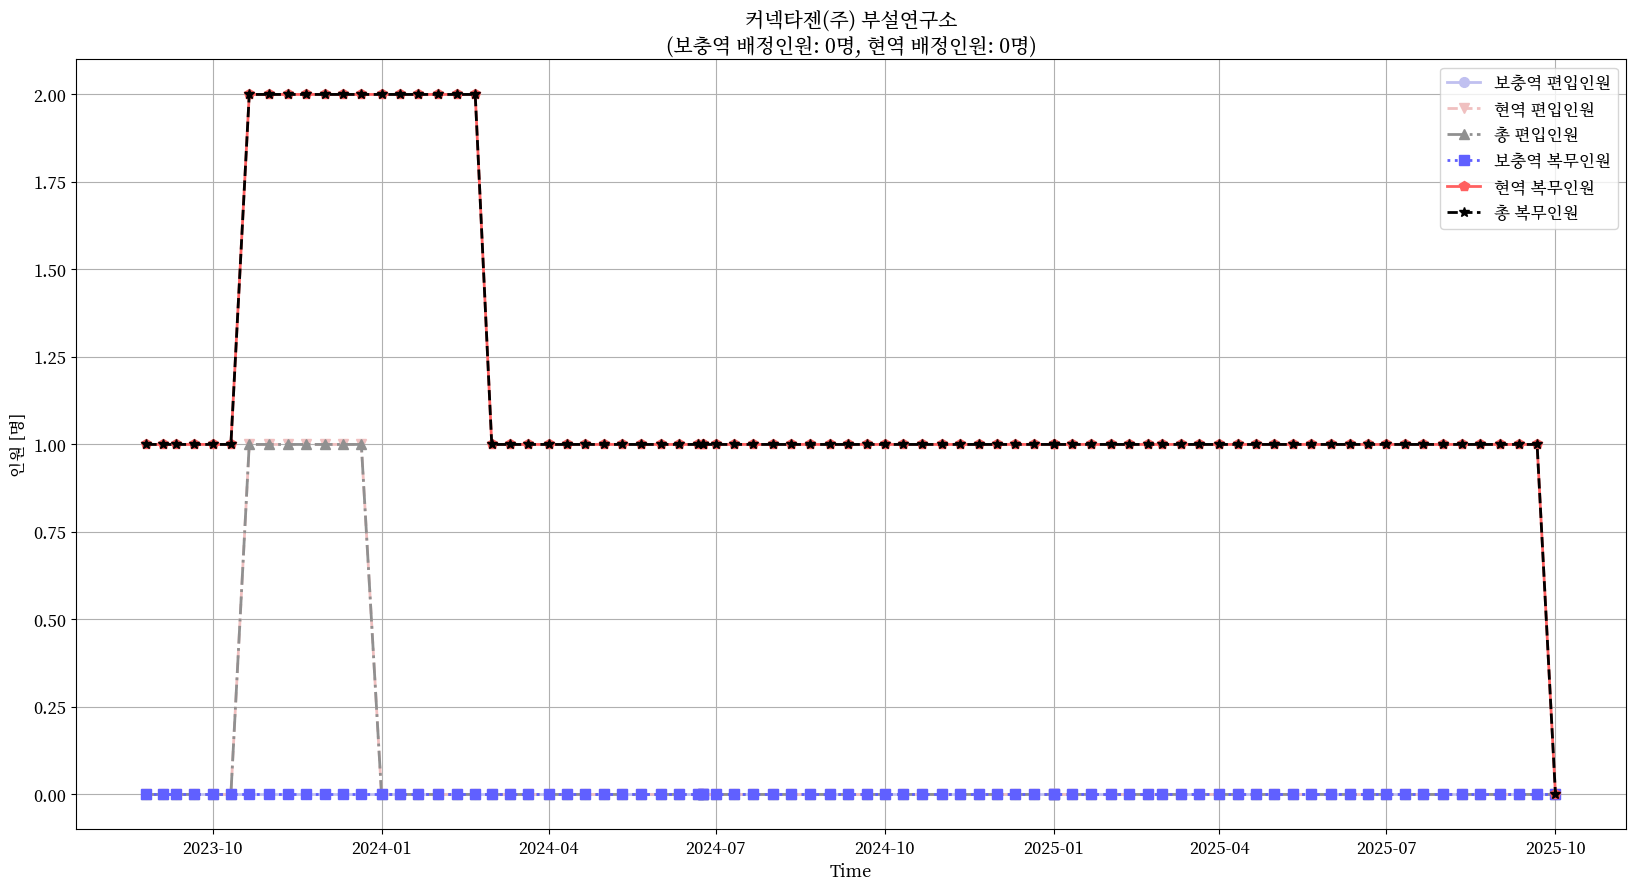 커넥타젠(주) 부설연구소
(보충역 배정인원: 0명, 현역 배정인원: 0명)
보충역 편입인원
현역 편입인원
총 편입인원
보충역 복무인원
현역 복무인원
총 복무인원
인원 [명]
2.00
1.75
1.50
1.25
1.00
0.75
0.50
0.25
0.00
2023-10 2024-01 2024-04 2024-07 2024-10 2025-01 2025-04 2025-07 2025-10
Time